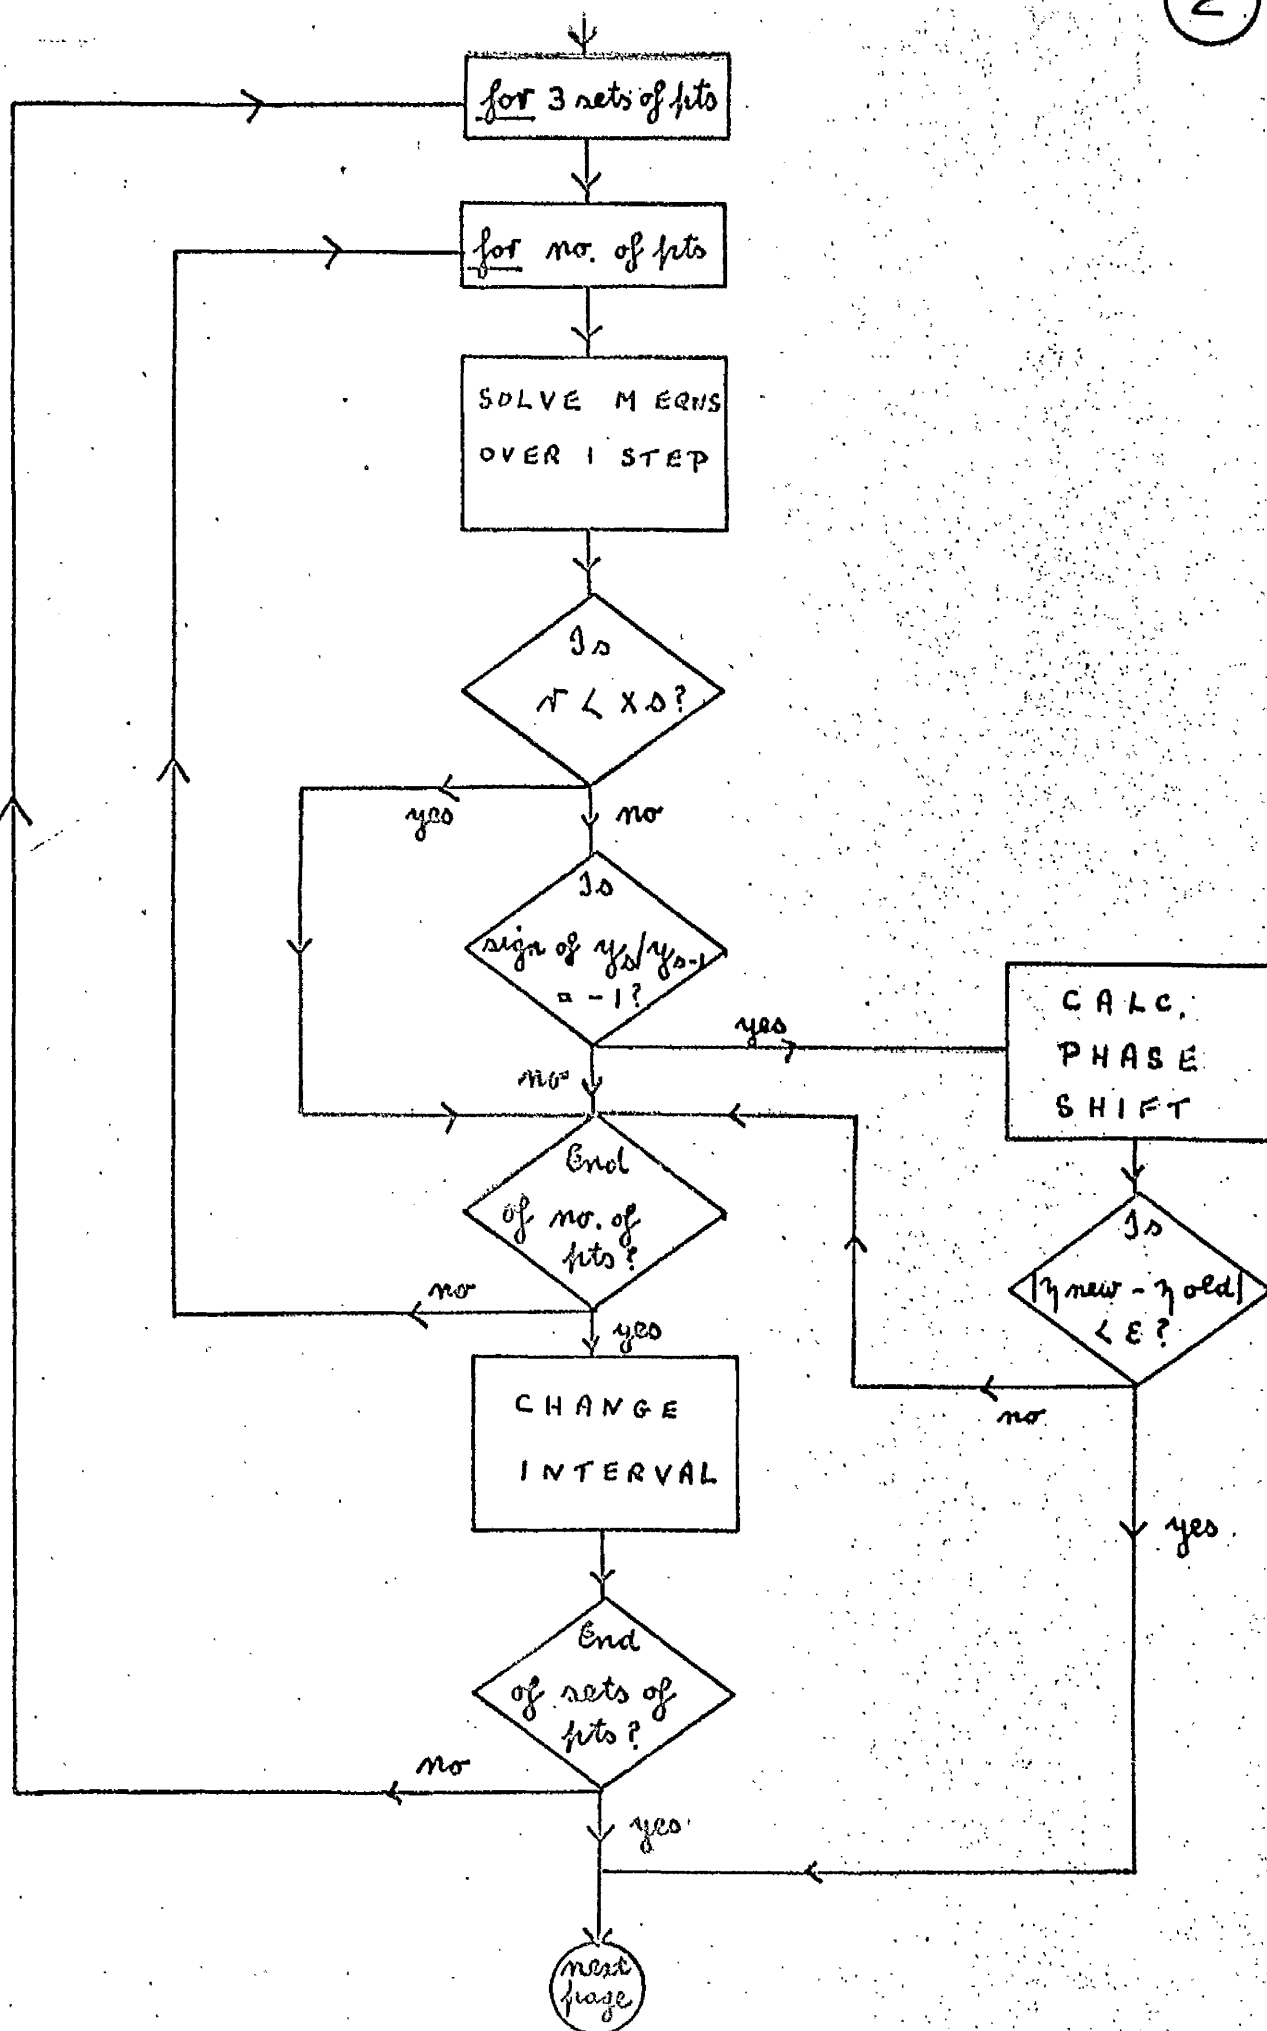 2
for 3 sets of pts
for no. of pts
SOLVE M EQNS
OVER 1 STEP
Is
r < xs?
yes
no
Is
sign of ys/ys-1
= -1?
yes
no
CALC.
PHASE
SHIFT
End
of no. of
pts?
no
yes
Is
|η new - η old|
< ε?
no
yes
CHANGE
INTERVAL
End
of sets of
pts?
no
yes
next
page